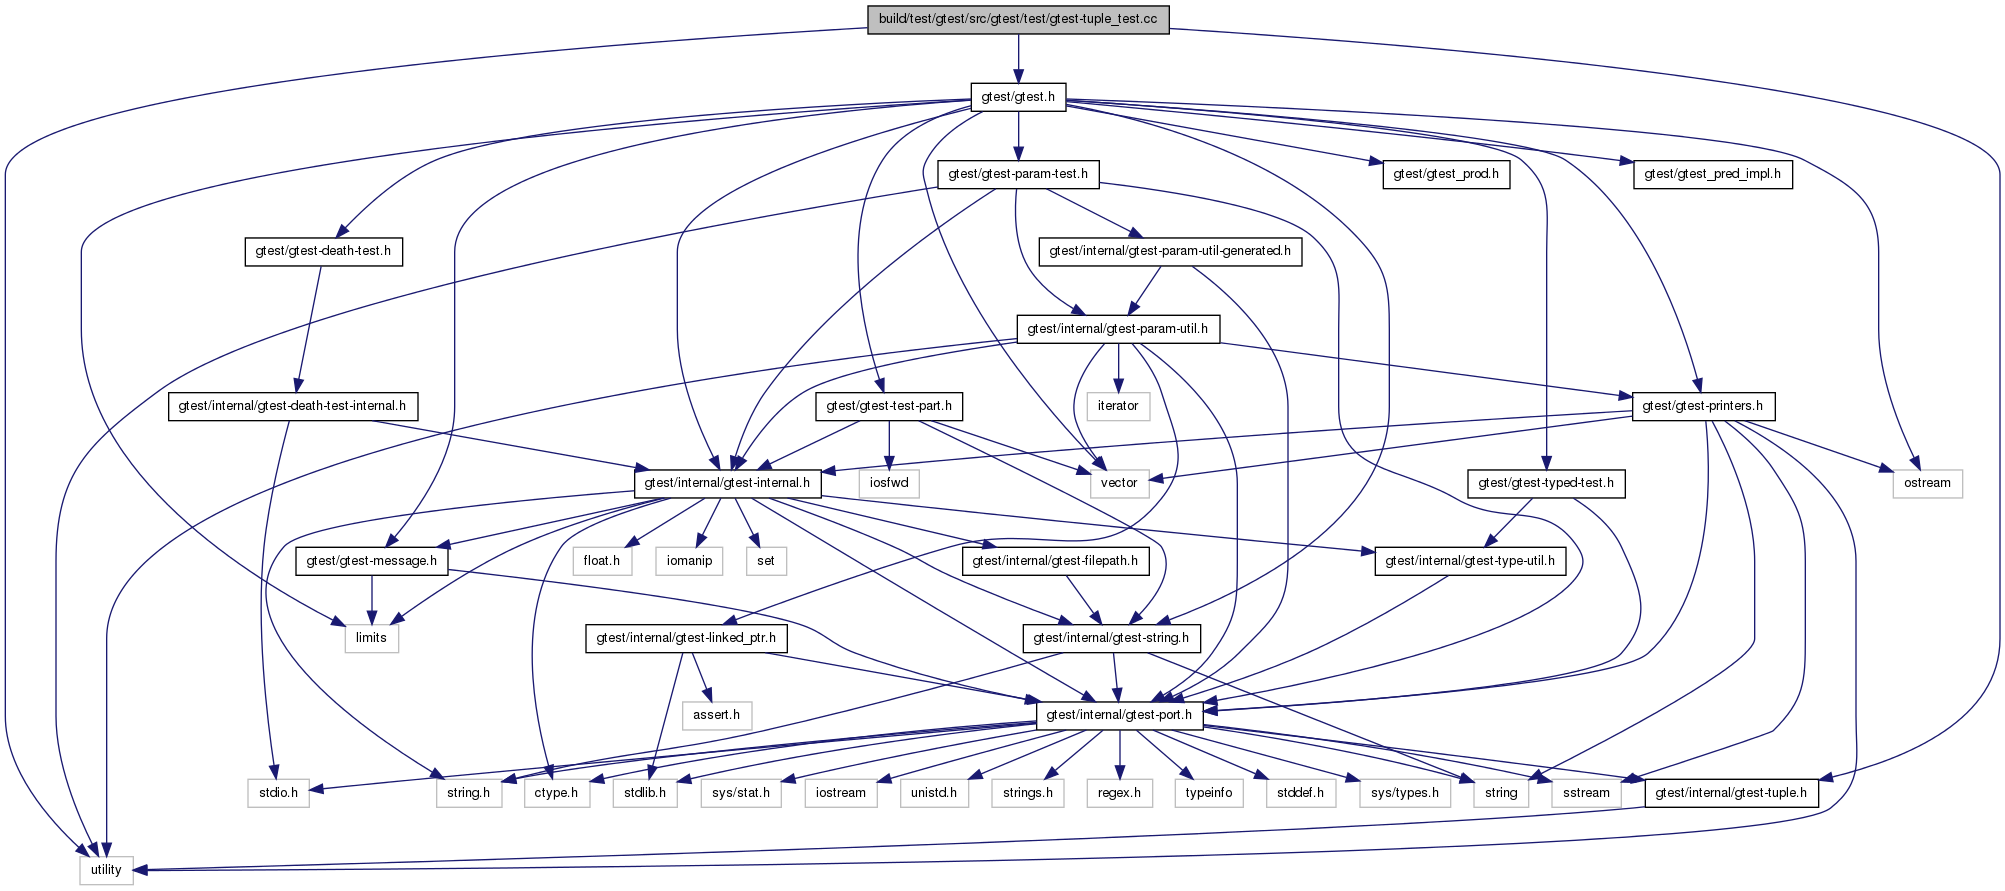 build/test/gtest/src/gtest/test/gtest-tuple_test.cc
gtest/gtest.h
gtest/gtest-param-test.h
gtest/gtest_prod.h
gtest/gtest_pred_impl.h
gtest/gtest-death-test.h
gtest/internal/gtest-param-util-generated.h
gtest/internal/gtest-param-util.h
gtest/internal/gtest-death-test-internal.h
gtest/gtest-test-part.h
iterator
gtest/gtest-printers.h
gtest/internal/gtest-internal.h
iosfwd
vector
gtest/gtest-typed-test.h
ostream
gtest/gtest-message.h
float.h
iomanip
set
gtest/internal/gtest-filepath.h
gtest/internal/gtest-type-util.h
limits
gtest/internal/gtest-linked_ptr.h
gtest/internal/gtest-string.h
assert.h
gtest/internal/gtest-port.h
stdio.h
string.h
ctype.h
stdlib.h
sys/stat.h
iostream
unistd.h
strings.h
regex.h
typeinfo
stddef.h
sys/types.h
string
sstream
gtest/internal/gtest-tuple.h
utility